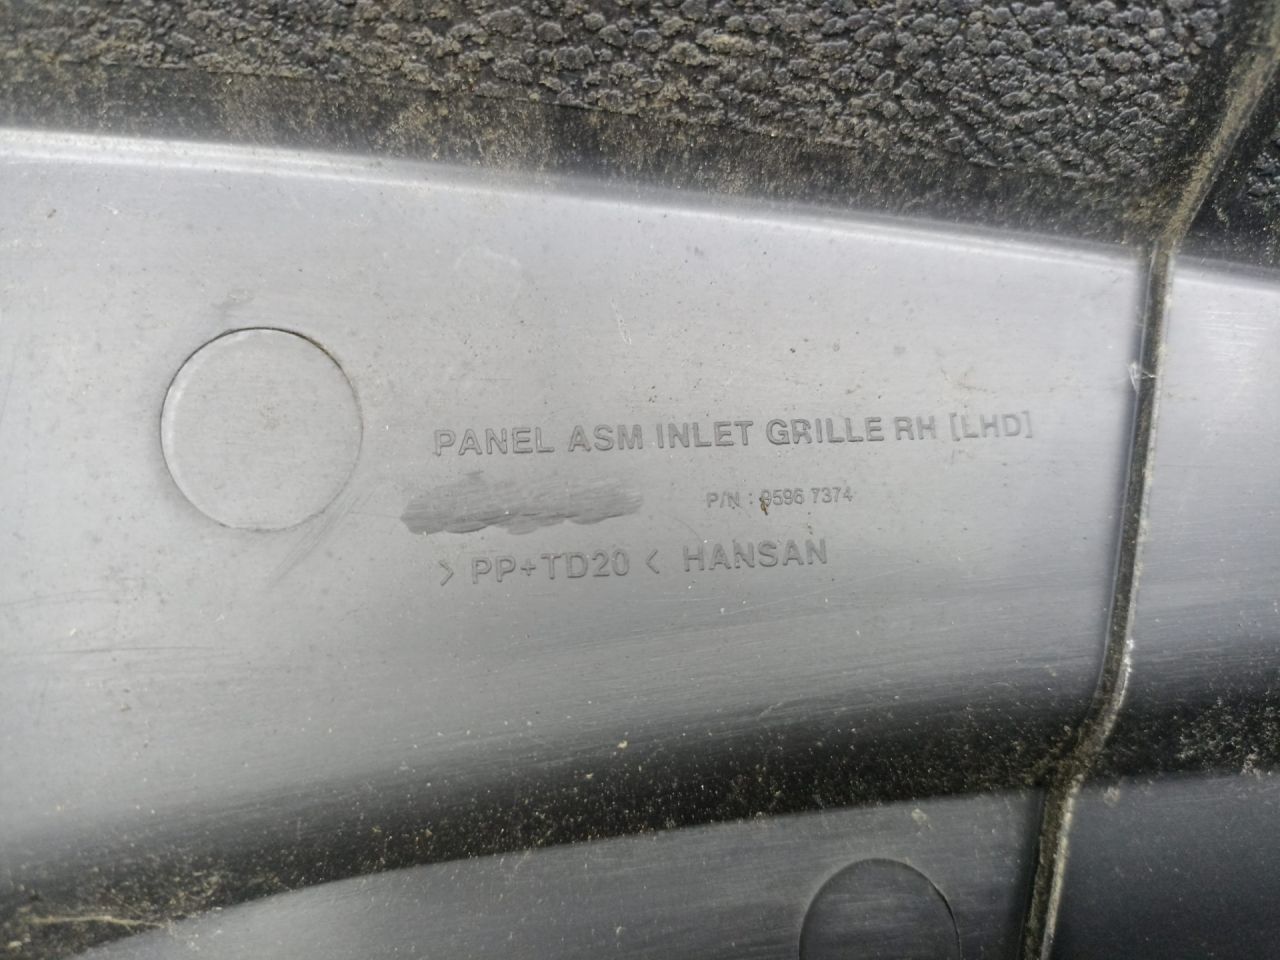 PANEL ASM INLET GRILLE RH [LHD]
P/N : 9596 7374
> PP+TD20 < HANSAN